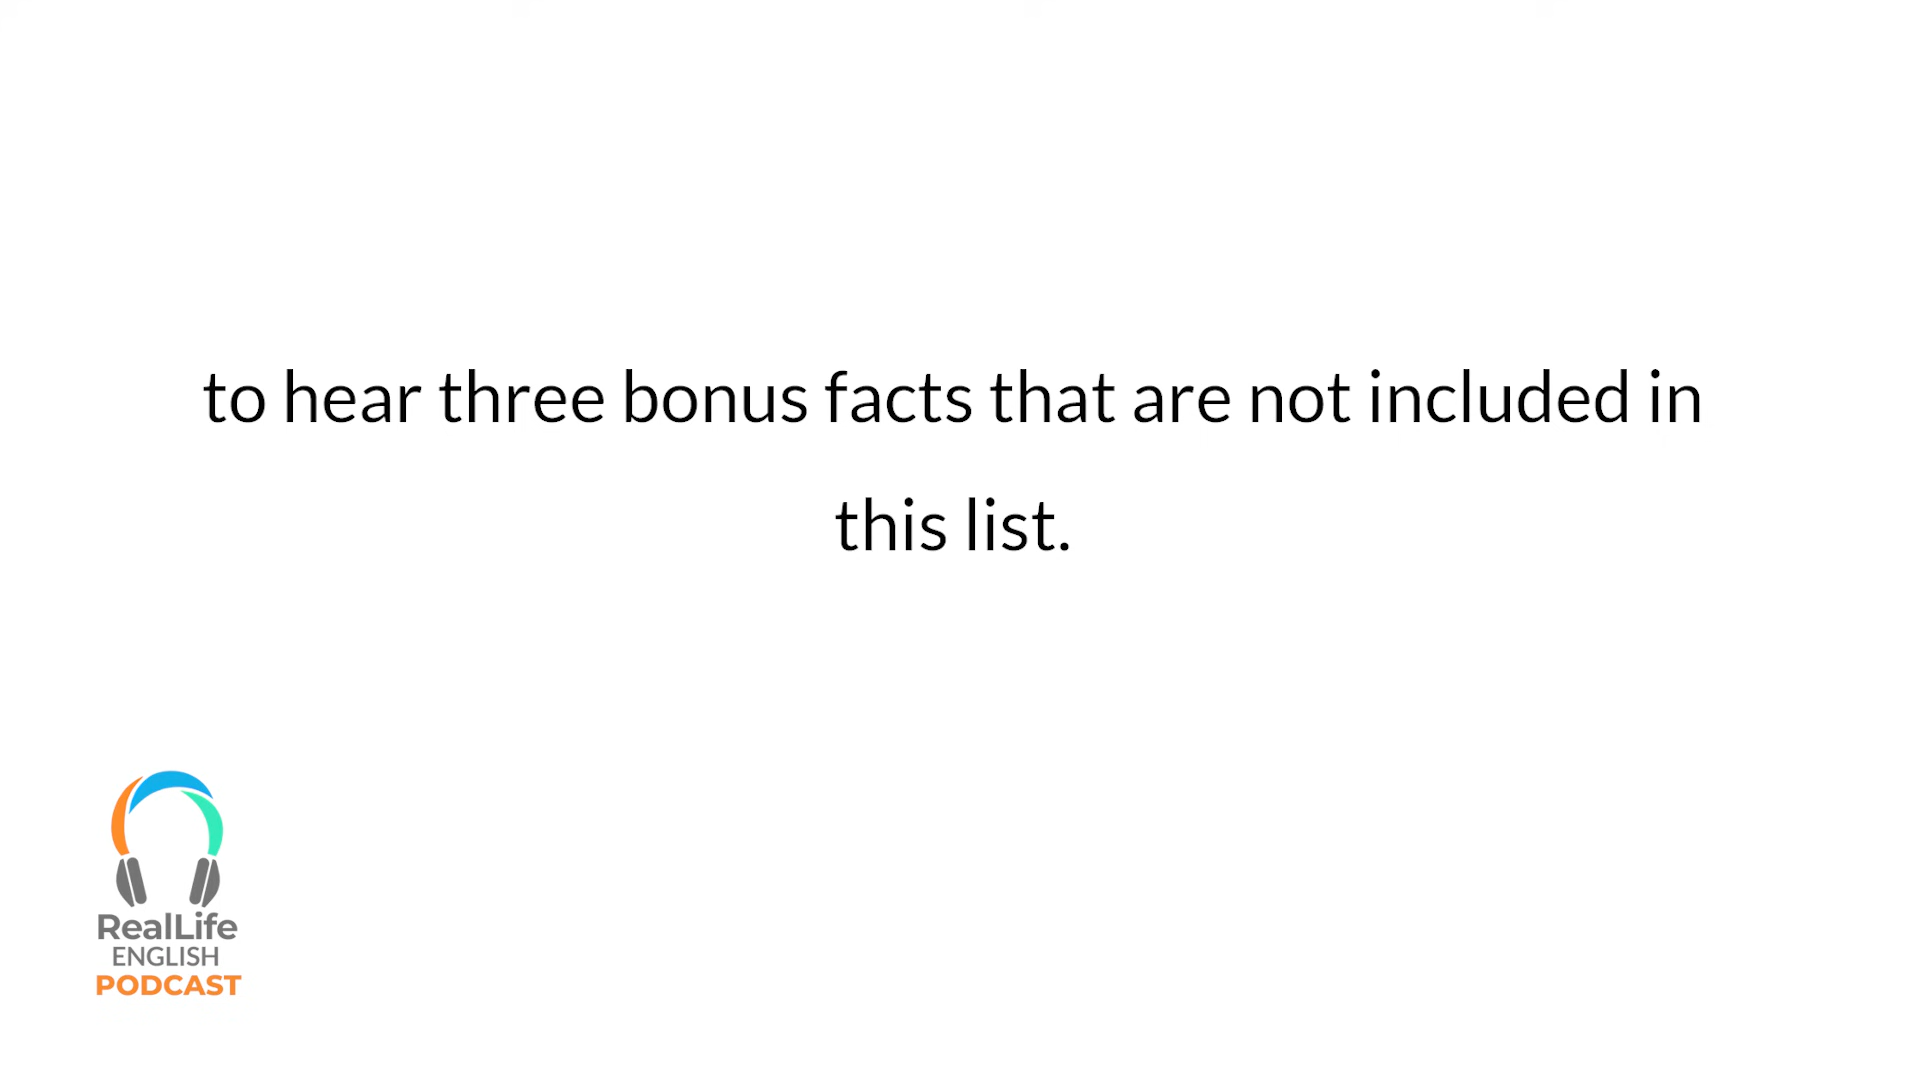 to hear three bonus facts that are not included in
this list.
RealLife
ENGLISH
PODCAST